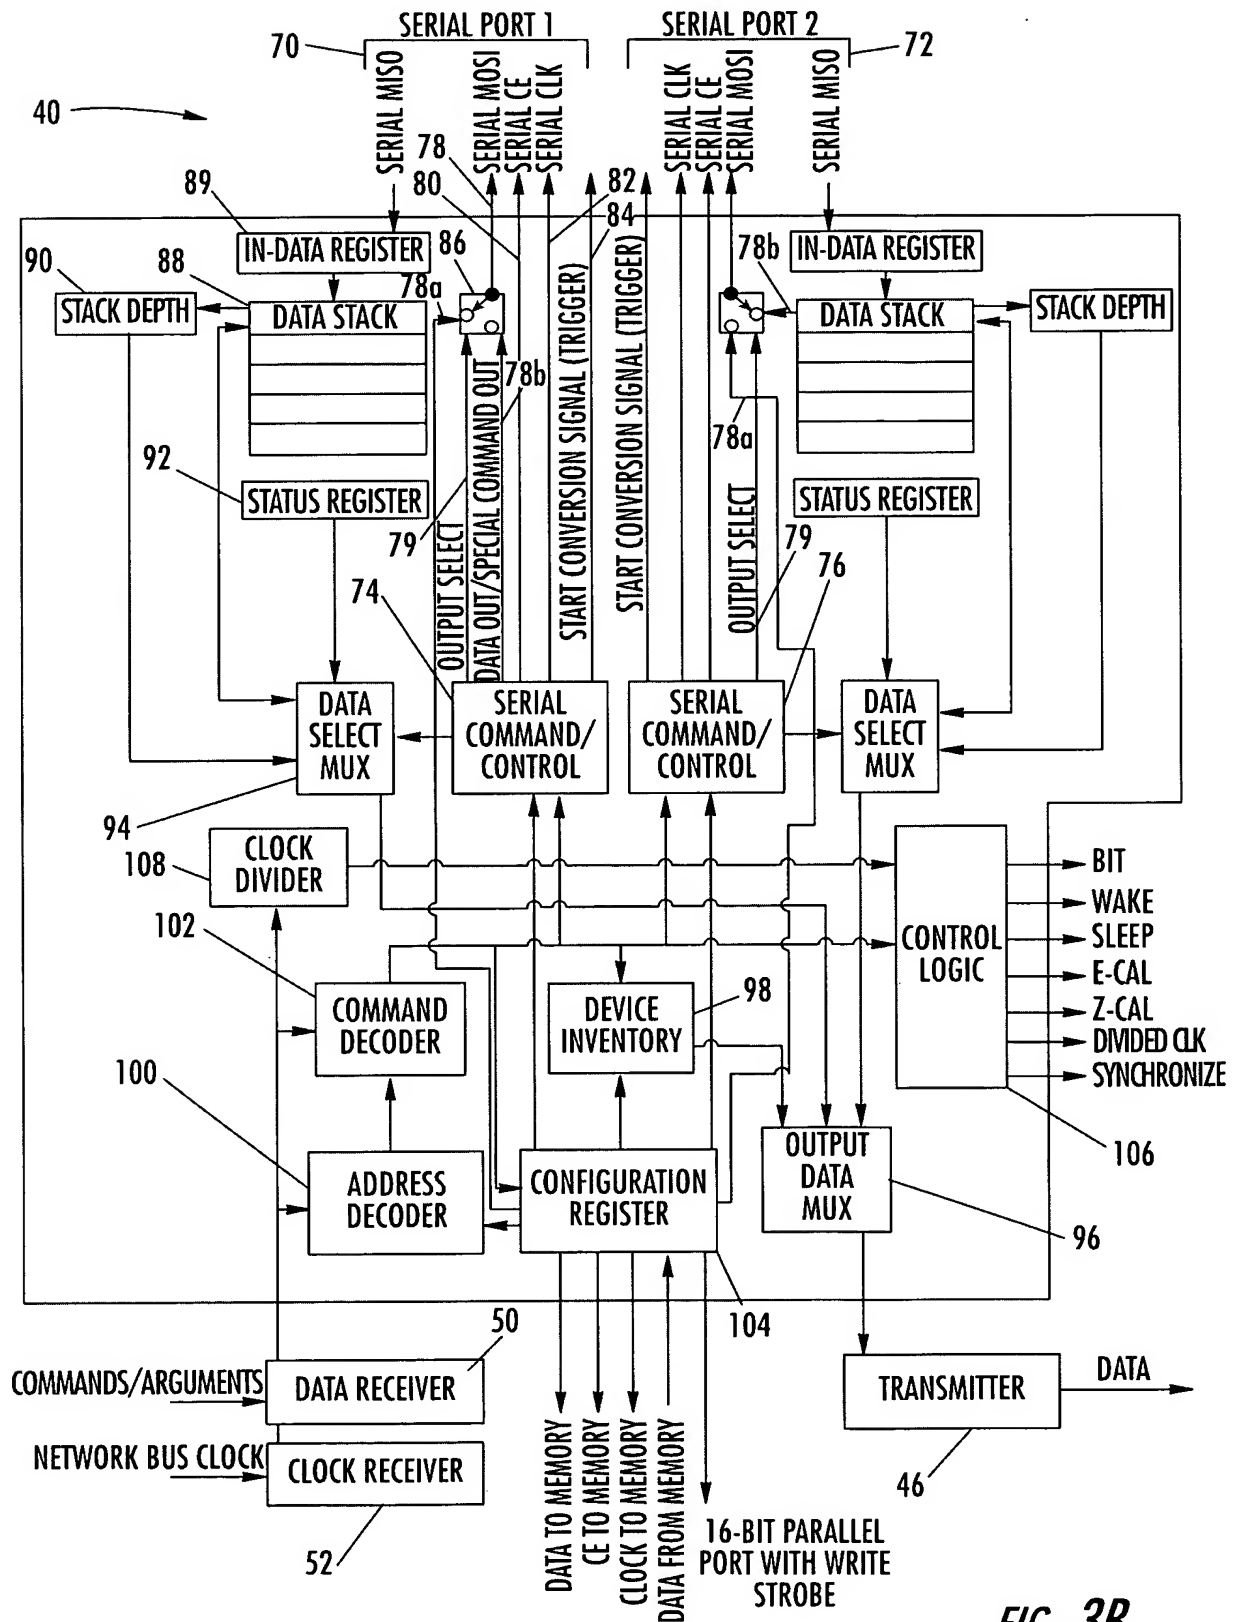 SERIAL PORT 1
SERIAL PORT 2
70
72
40
SERIAL MISO
SERIAL MOSI
SERIAL CE
SERIAL CLK
SERIAL CLK
SERIAL CE
SERIAL MOSI
SERIAL MISO
78
80
82
84
89
86
90
88
78a
78b
IN-DATA REGISTER
IN-DATA REGISTER
STACK DEPTH
DATA STACK
DATA STACK
STACK DEPTH
78b
78a
92
STATUS REGISTER
STATUS REGISTER
79
79
74
76
OUTPUT SELECT
DATA OUT/SPECIAL COMMAND OUT
START CONVERSION SIGNAL (TRIGGER)
START CONVERSION SIGNAL (TRIGGER)
OUTPUT SELECT
DATA
SELECT
MUX
SERIAL
COMMAND/
CONTROL
SERIAL
COMMAND/
CONTROL
DATA
SELECT
MUX
94
108
CLOCK
DIVIDER
102
COMMAND
DECODER
DEVICE
INVENTORY
98
CONTROL
LOGIC
BIT
WAKE
SLEEP
E-CAL
Z-CAL
DIVIDED CLK
SYNCHRONIZE
100
ADDRESS
DECODER
CONFIGURATION
REGISTER
OUTPUT
DATA
MUX
106
96
104
50
COMMANDS/ARGUMENTS
DATA RECEIVER
NETWORK BUS CLOCK
CLOCK RECEIVER
52
TRANSMITTER
DATA
46
DATA TO MEMORY
CE TO MEMORY
CLOCK TO MEMORY
DATA FROM MEMORY
16-BIT PARALLEL
PORT WITH WRITE
STROBE
FIG. 3B